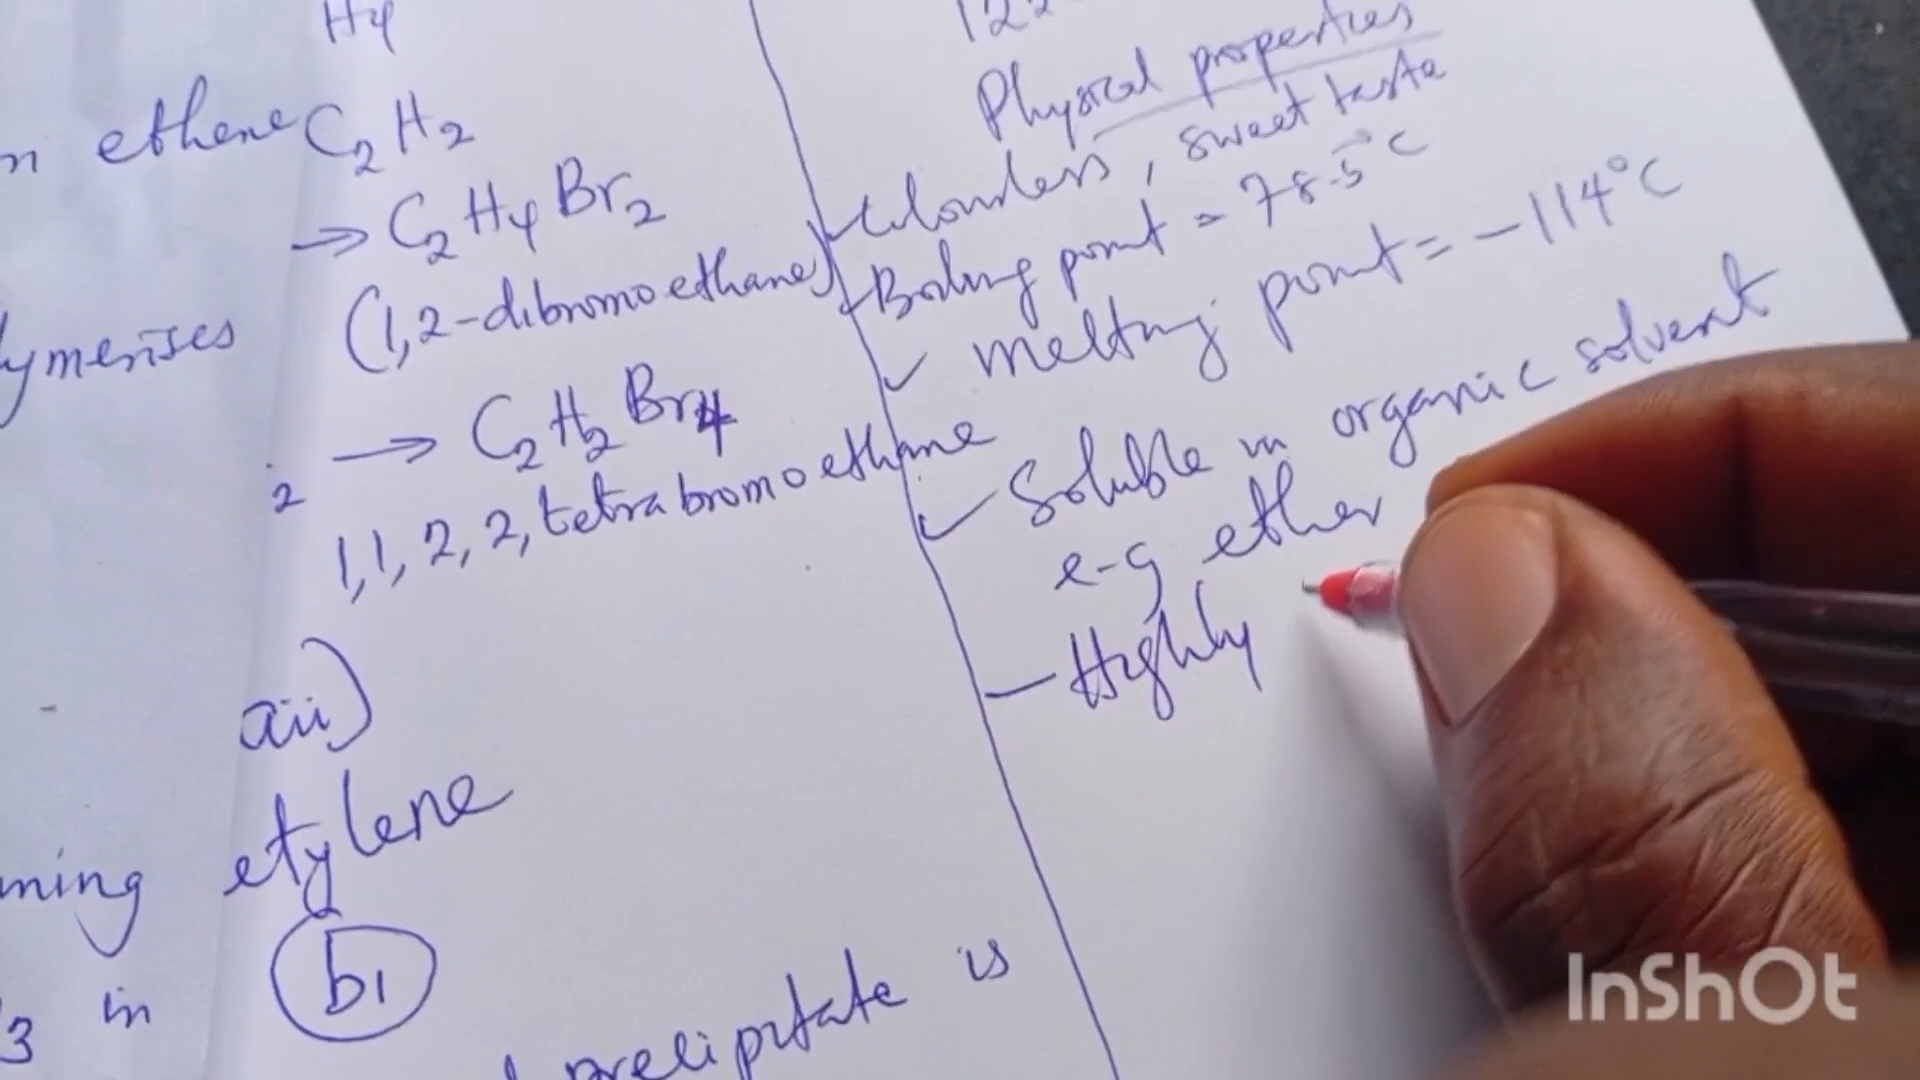 H4
n ethene C2H2
→ C2H4Br2
(1,2-dibromoethane)
lymerises
2 → C2H2Br4
1,1,2,2,tetrabromoethane
aii)
ming etylene
b1
3 in
precipitate is
122
Physical properties
Colourless, sweet taste
Boiling point = 78.5°C
melting point = -114°C
Soluble in organic solvent
e-g ether
- Highly
InShOt